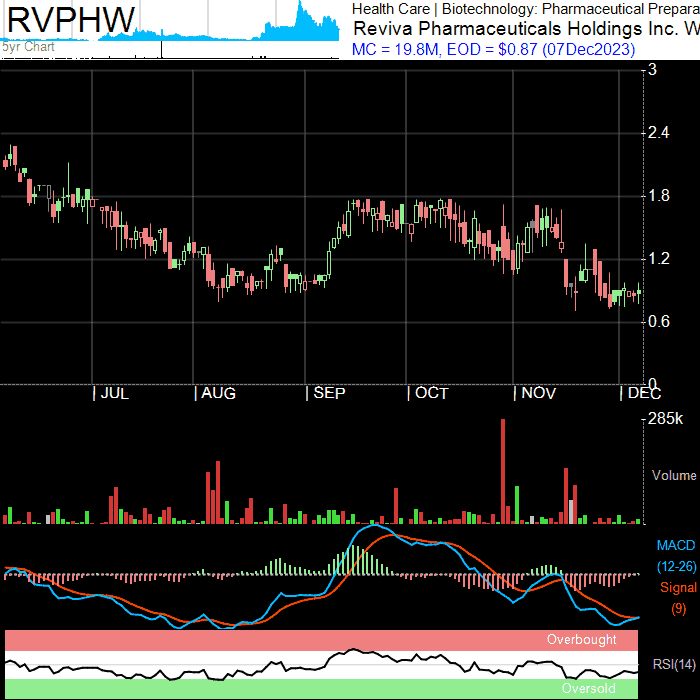 RVPHW
5yr Chart
Health Care | Biotechnology: Pharmaceutical Prepara
Reviva Pharmaceuticals Holdings Inc. W
MC = 19.8M, EOD = $0.87 (07Dec2023)
3
2.4
1.8
1.2
0.6
0
JUL AUG SEP OCT NOV DEC
285k
Volume
MACD
(12-26)
Signal
(9)
Overbought
RSI(14)
Oversold